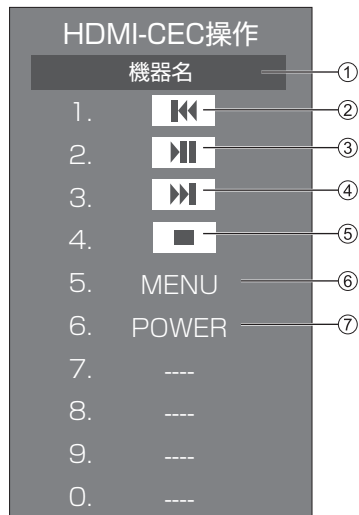 HDMI-CEC操作
機器名 ①
1. ⏮ ②
2. ⏯ ③
3. ⏭ ④
4. ■ ⑤
5. MENU ⑥
6. POWER ⑦
7. ----
8. ----
9. ----
0. ----